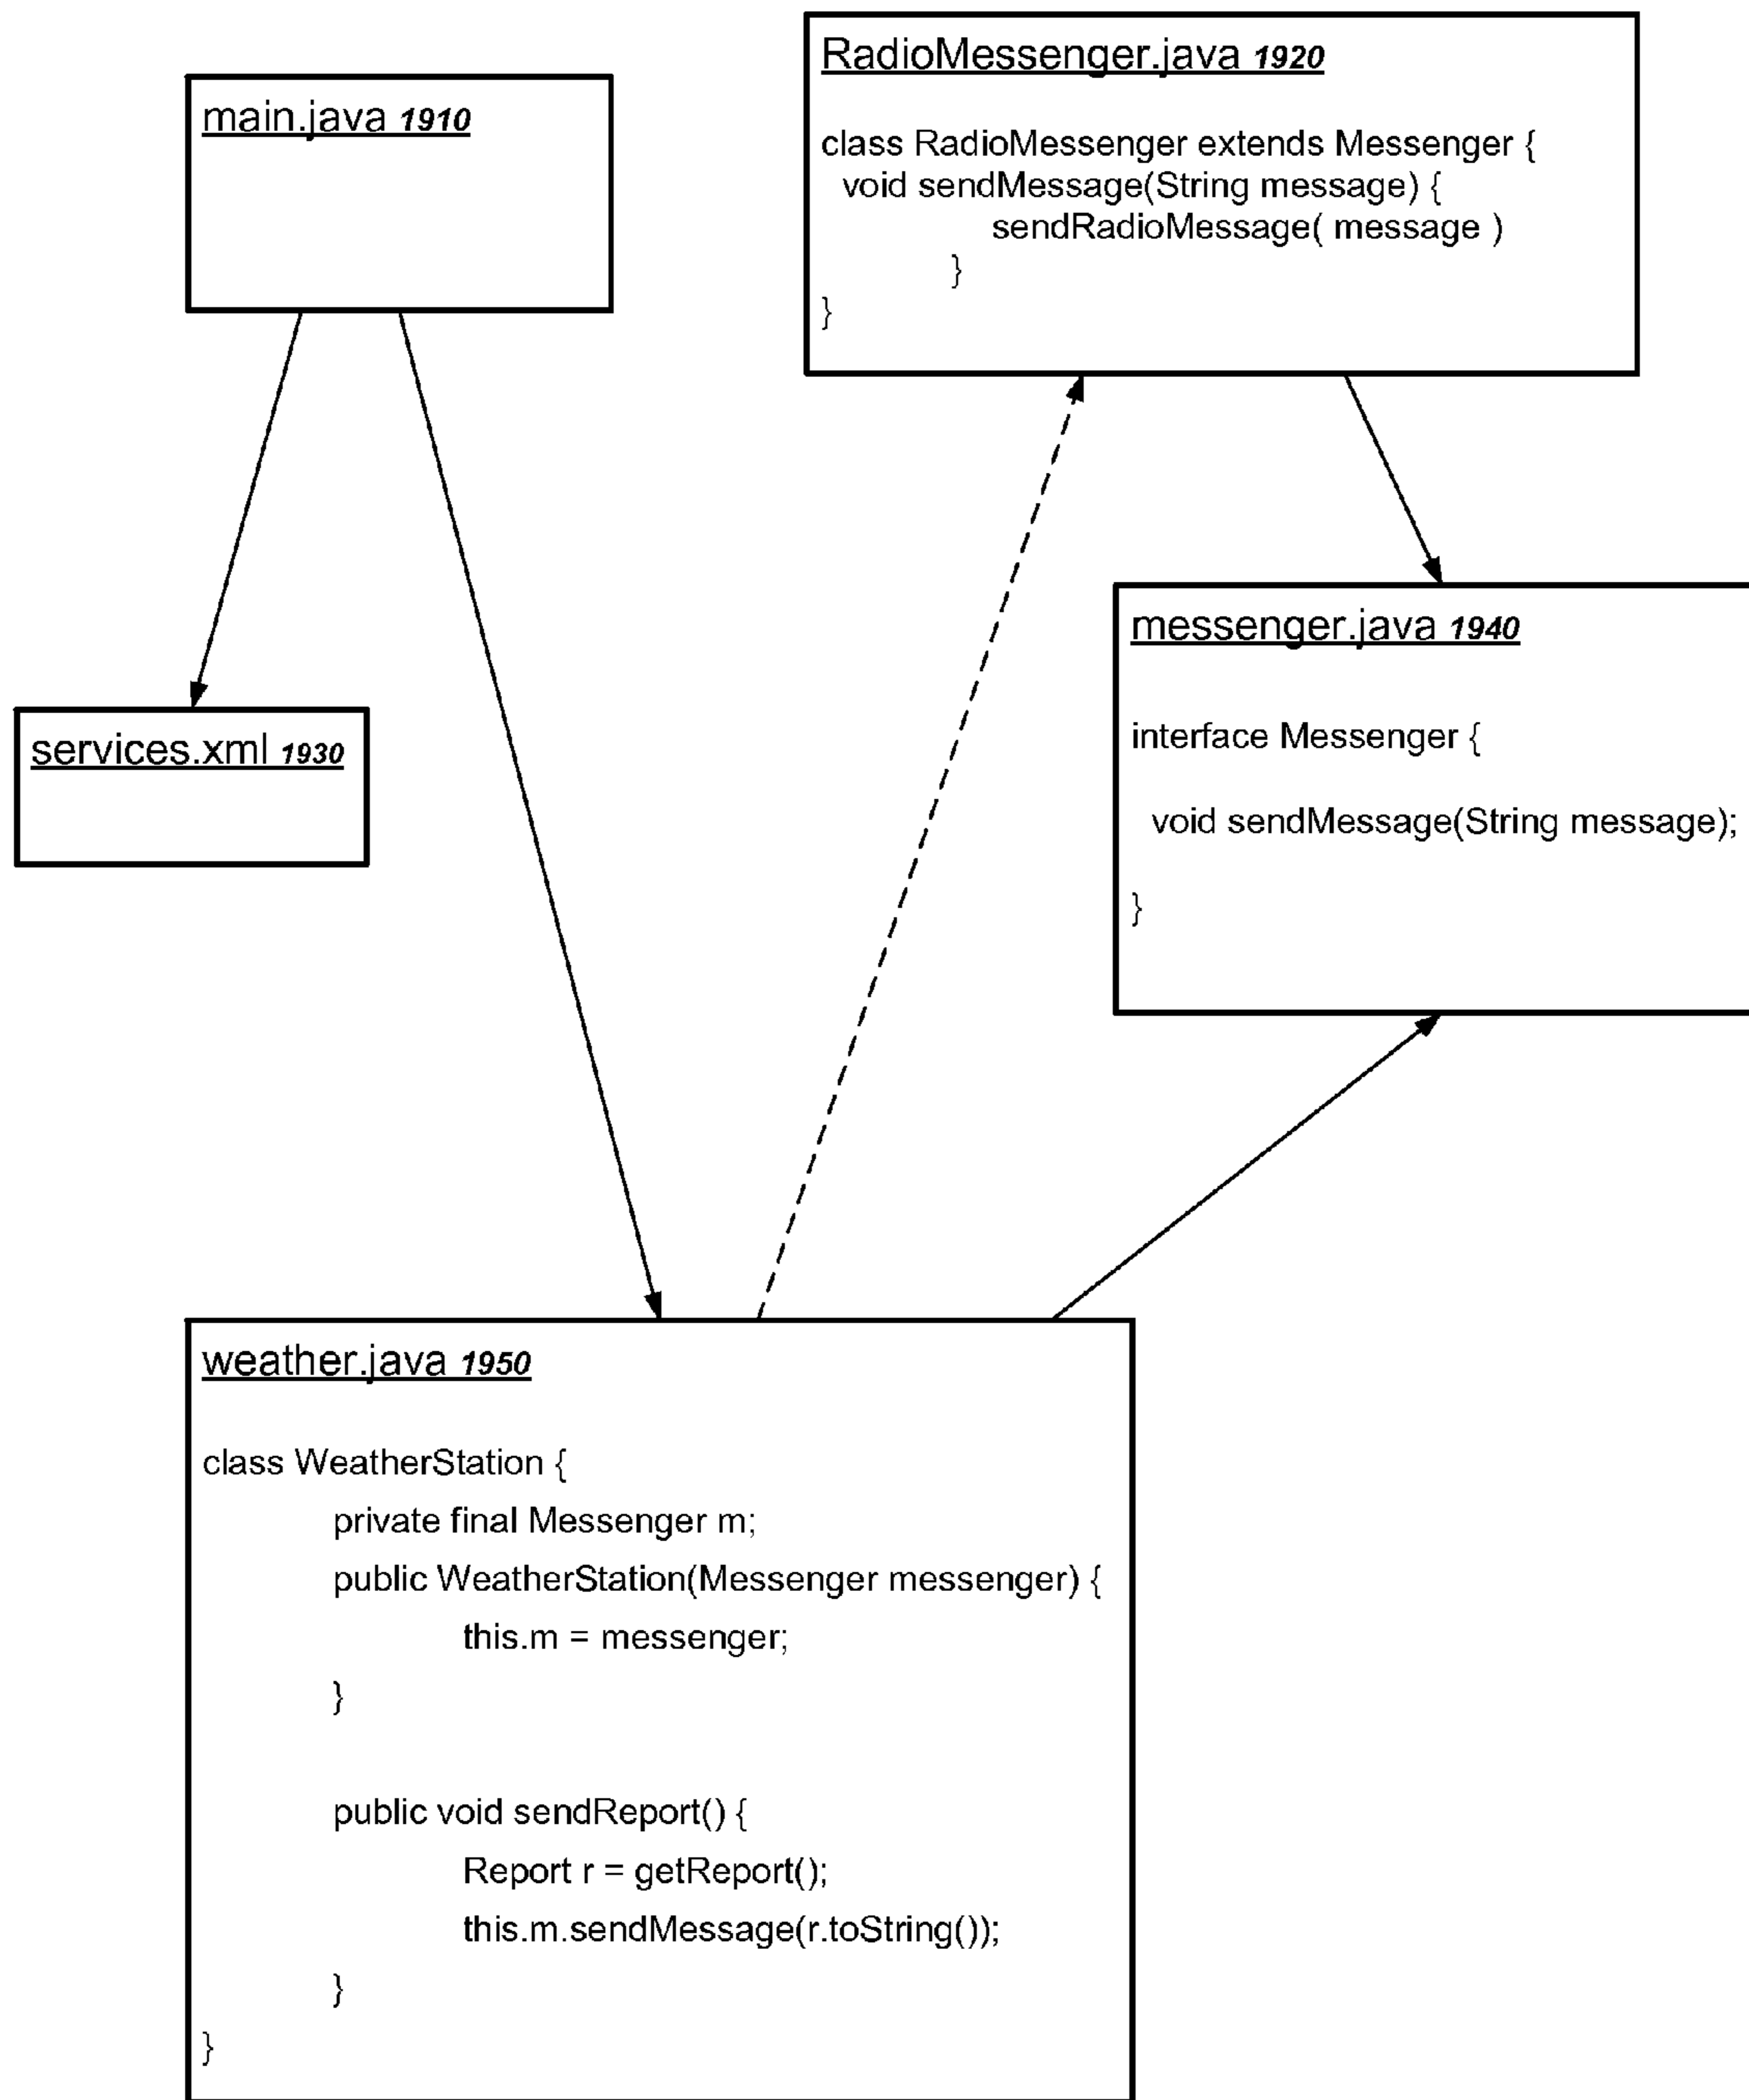 main.java 1910
RadioMessenger.java 1920
class RadioMessenger extends Messenger {
void sendMessage(String message) {
sendRadioMessage( message )
}
}
services.xml 1930
messenger.java 1940
interface Messenger {
void sendMessage(String message);
}
weather.java 1950
class WeatherStation {
private final Messenger m;
public WeatherStation(Messenger messenger) {
this.m = messenger;
}
public void sendReport() {
Report r = getReport();
this.m.sendMessage(r.toString());
}
}